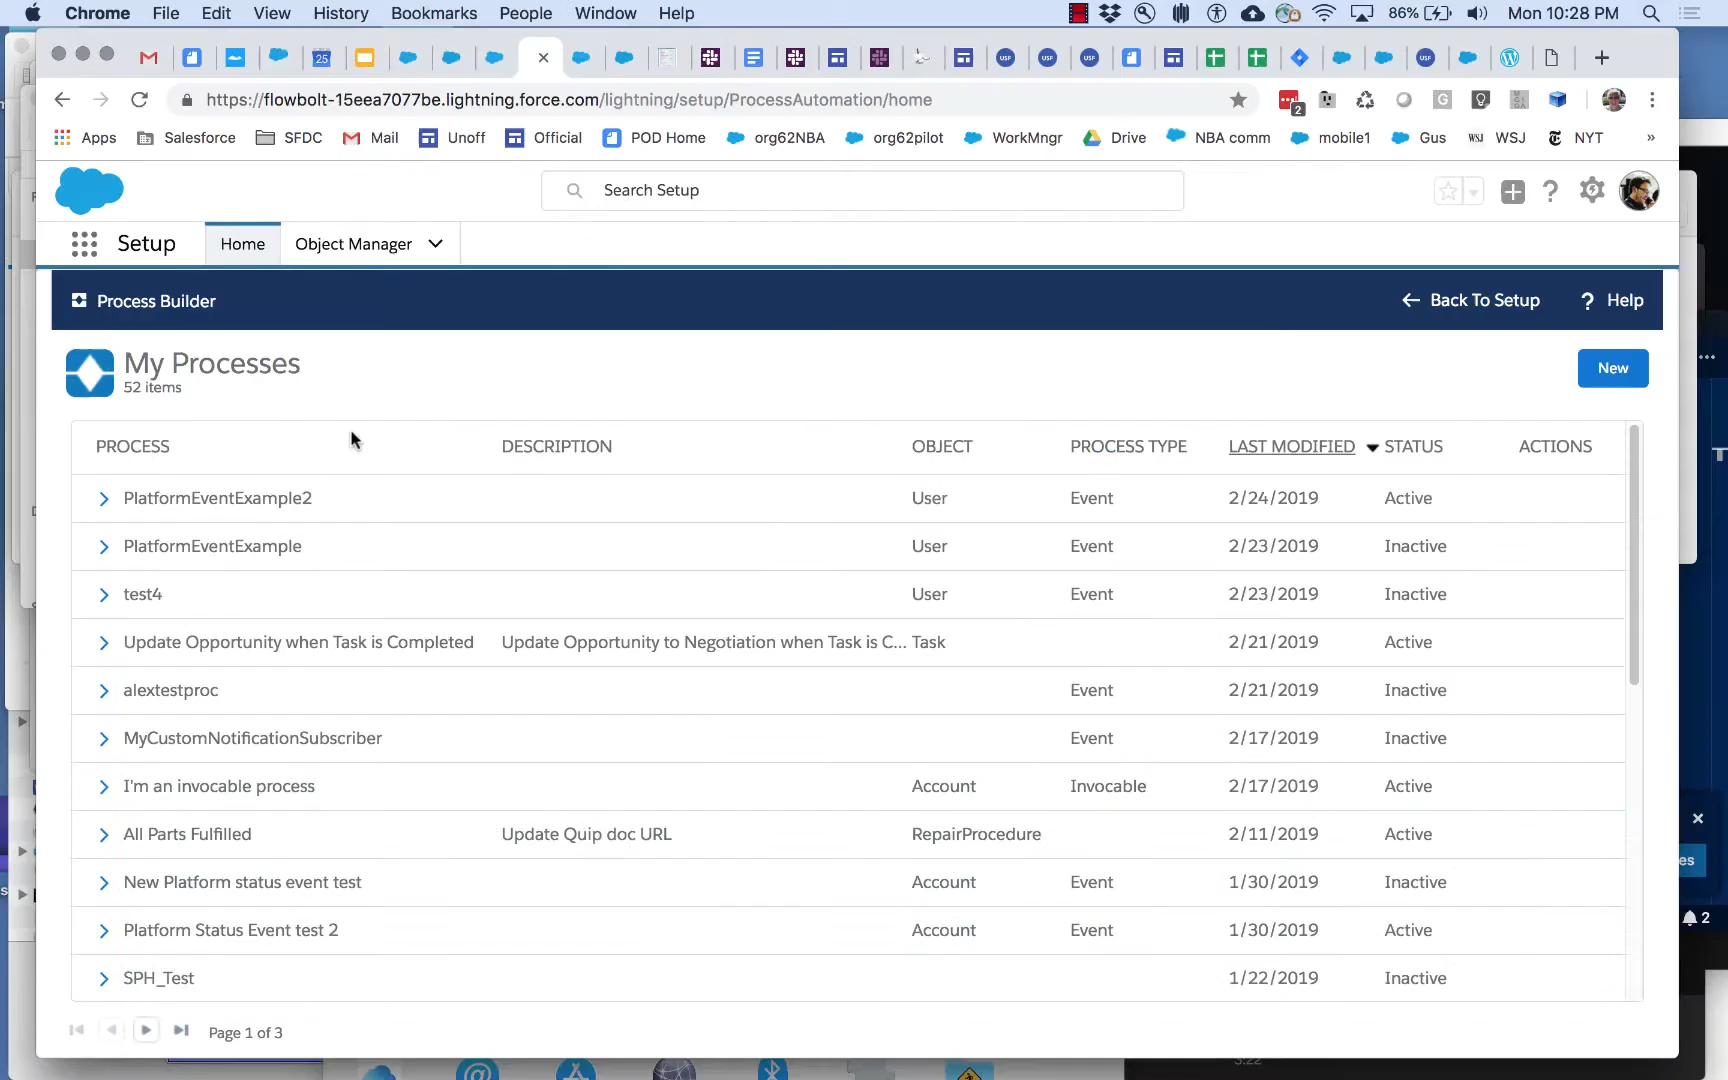 Chrome File Edit View History Bookmarks People Window Help 86% Mon 10:28 PM
25 USF USF USF USF
https://flowbolt-15eea7077be.lightning.force.com/lightning/setup/ProcessAutomation/home 2 G
Apps Salesforce SFDC Mail Unoff Official POD Home org62NBA org62pilot WorkMngr Drive NBA comm mobile1 Gus WSJ WSJ NYT »
Search Setup
Setup Home Object Manager
Process Builder Back To Setup ? Help
My Processes
52 items
New
PROCESS DESCRIPTION OBJECT PROCESS TYPE LAST MODIFIED STATUS ACTIONS
PlatformEventExample2 User Event 2/24/2019 Active
PlatformEventExample User Event 2/23/2019 Inactive
test4 User Event 2/23/2019 Inactive
Update Opportunity when Task is Completed Update Opportunity to Negotiation when Task is C... Task 2/21/2019 Active
alextestproc Event 2/21/2019 Inactive
MyCustomNotificationSubscriber Event 2/17/2019 Inactive
I'm an invocable process Account Invocable 2/17/2019 Active
All Parts Fulfilled Update Quip doc URL RepairProcedure 2/11/2019 Active
es
New Platform status event test Account Event 1/30/2019 Inactive
2
Platform Status Event test 2 Account Event 1/30/2019 Active
SPH_Test 1/22/2019 Inactive
Page 1 of 3